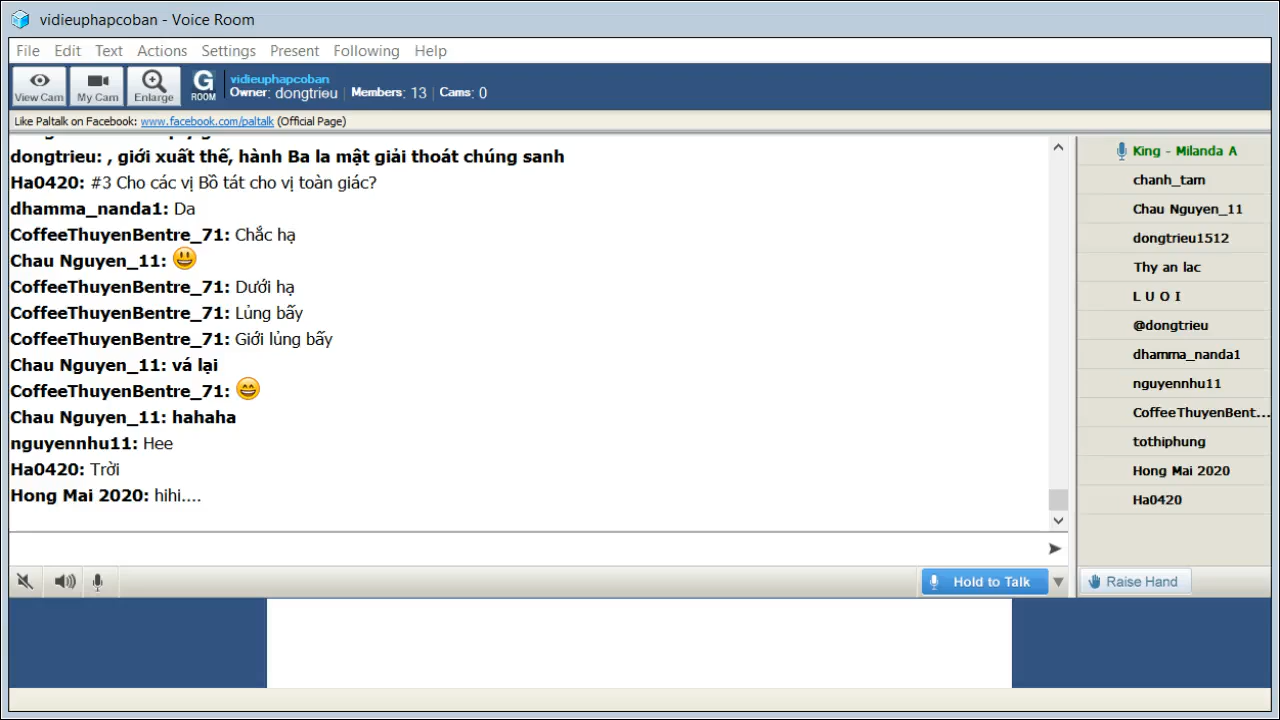 vidieuphapcoban - Voice Room
File Edit Text Actions Settings Present Following Help
View Cam My Cam Enlarge G ROOM
vidieuphapcoban
Owner: dongtrieu | Members: 13 | Cams: 0
Like Paltalk on Facebook: www.facebook.com/paltalk (Official Page)
dongtrieu: , giới xuất thế, hành Ba la mật giải thoát chúng sanh
Ha0420: #3 Cho các vị Bồ tát cho vị toàn giác?
dhamma_nanda1: Da
CoffeeThuyenBentre_71: Chắc hạ
Chau Nguyen_11:
CoffeeThuyenBentre_71: Dưới hạ
CoffeeThuyenBentre_71: Lủng bấy
CoffeeThuyenBentre_71: Giới lủng bấy
Chau Nguyen_11: vá lại
CoffeeThuyenBentre_71:
Chau Nguyen_11: hahaha
nguyennhu11: Hee
Ha0420: Trời
Hong Mai 2020: hihi....
King - Milanda A
chanh_tam
Chau Nguyen_11
dongtrieu1512
Thy an lac
L U O I
@dongtrieu
dhamma_nanda1
nguyennhu11
CoffeeThuyenBent...
tothiphung
Hong Mai 2020
Ha0420
Hold to Talk
Raise Hand